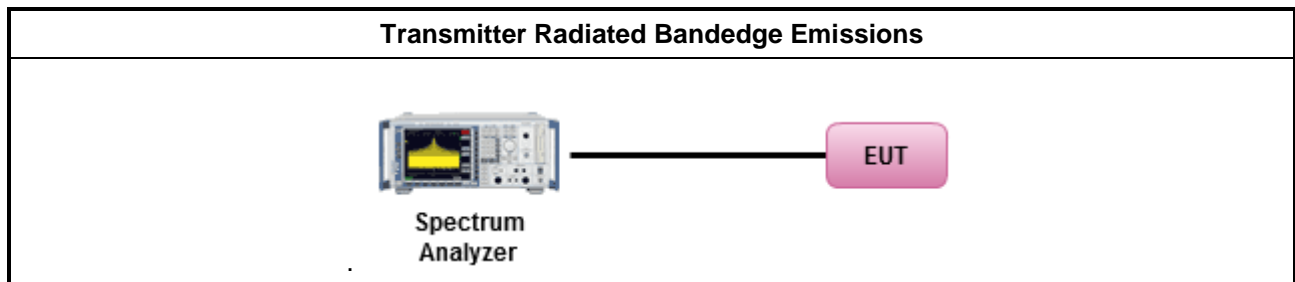 Transmitter Radiated Bandedge Emissions
EUT
Spectrum
Analyzer
.